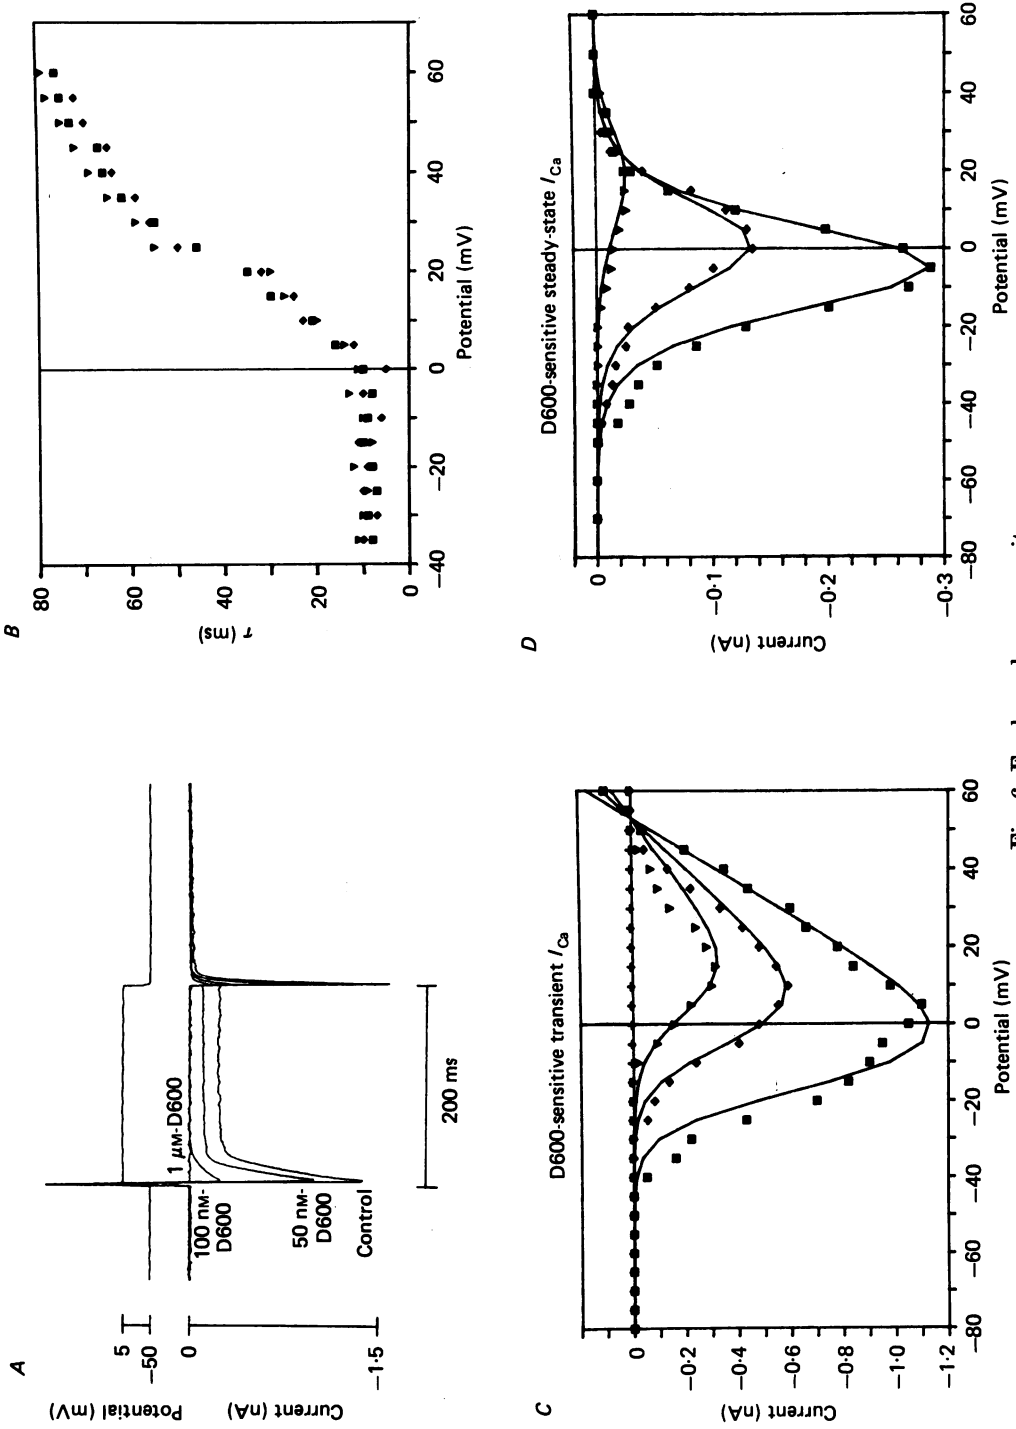 A
Potential (mV)
5
−50
Current (nA)
0
−1·5
1 μM-D600
100 nM-
D600
50 nM-
D600
Control
200 ms
B
τ (ms)
80
60
40
20
0
−40
−20
0
20
40
60
Potential (mV)
C
D600-sensitive transient ICa
Current (nA)
0
−0·2
−0·4
−0·6
−0·8
−1·0
−1·2
−80
−60
−40
−20
0
20
40
60
Potential (mV)
D
D600-sensitive steady-state ICa
Current (nA)
0
−0·1
−0·2
−0·3
−80
−60
−40
−20
0
20
40
60
Potential (mV)